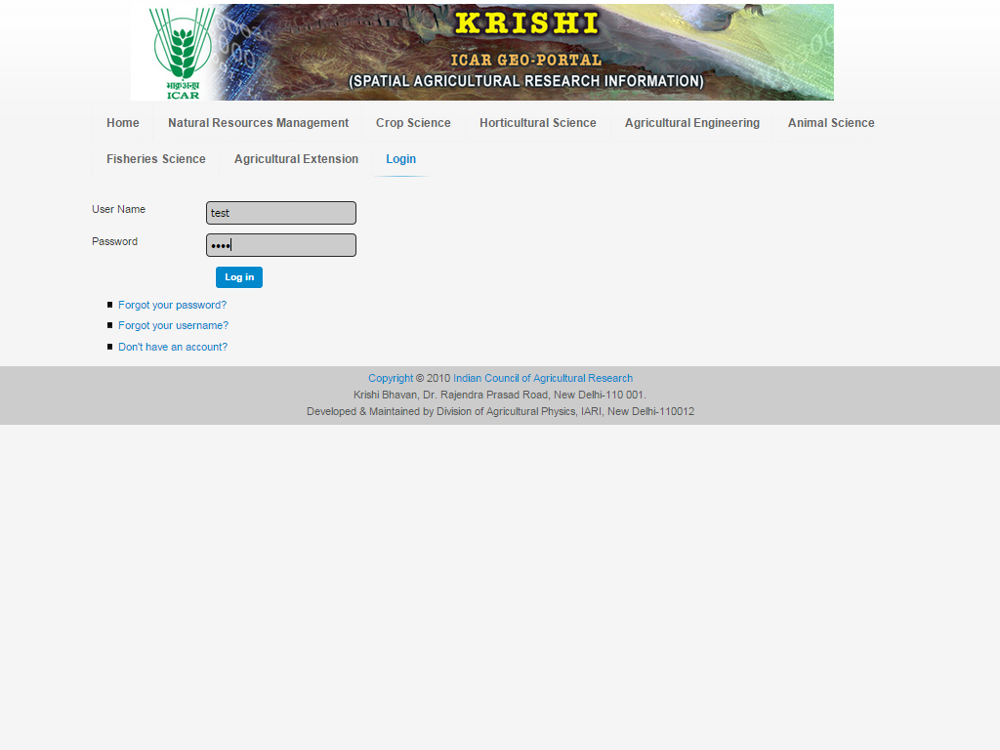 KRISHI
ICAR GEO-PORTAL
(SPATIAL AGRICULTURAL RESEARCH INFORMATION)
भाकृअनुप
ICAR
Home Natural Resources Management Crop Science Horticultural Science Agricultural Engineering Animal Science
Fisheries Science Agricultural Extension Login
User Name test
Password ••••
Log in
Forgot your password?
Forgot your username?
Don't have an account?
Copyright © 2010 Indian Council of Agricultural Research
Krishi Bhavan, Dr. Rajendra Prasad Road, New Delhi-110 001.
Developed & Maintained by Division of Agricultural Physics, IARI, New Delhi-110012